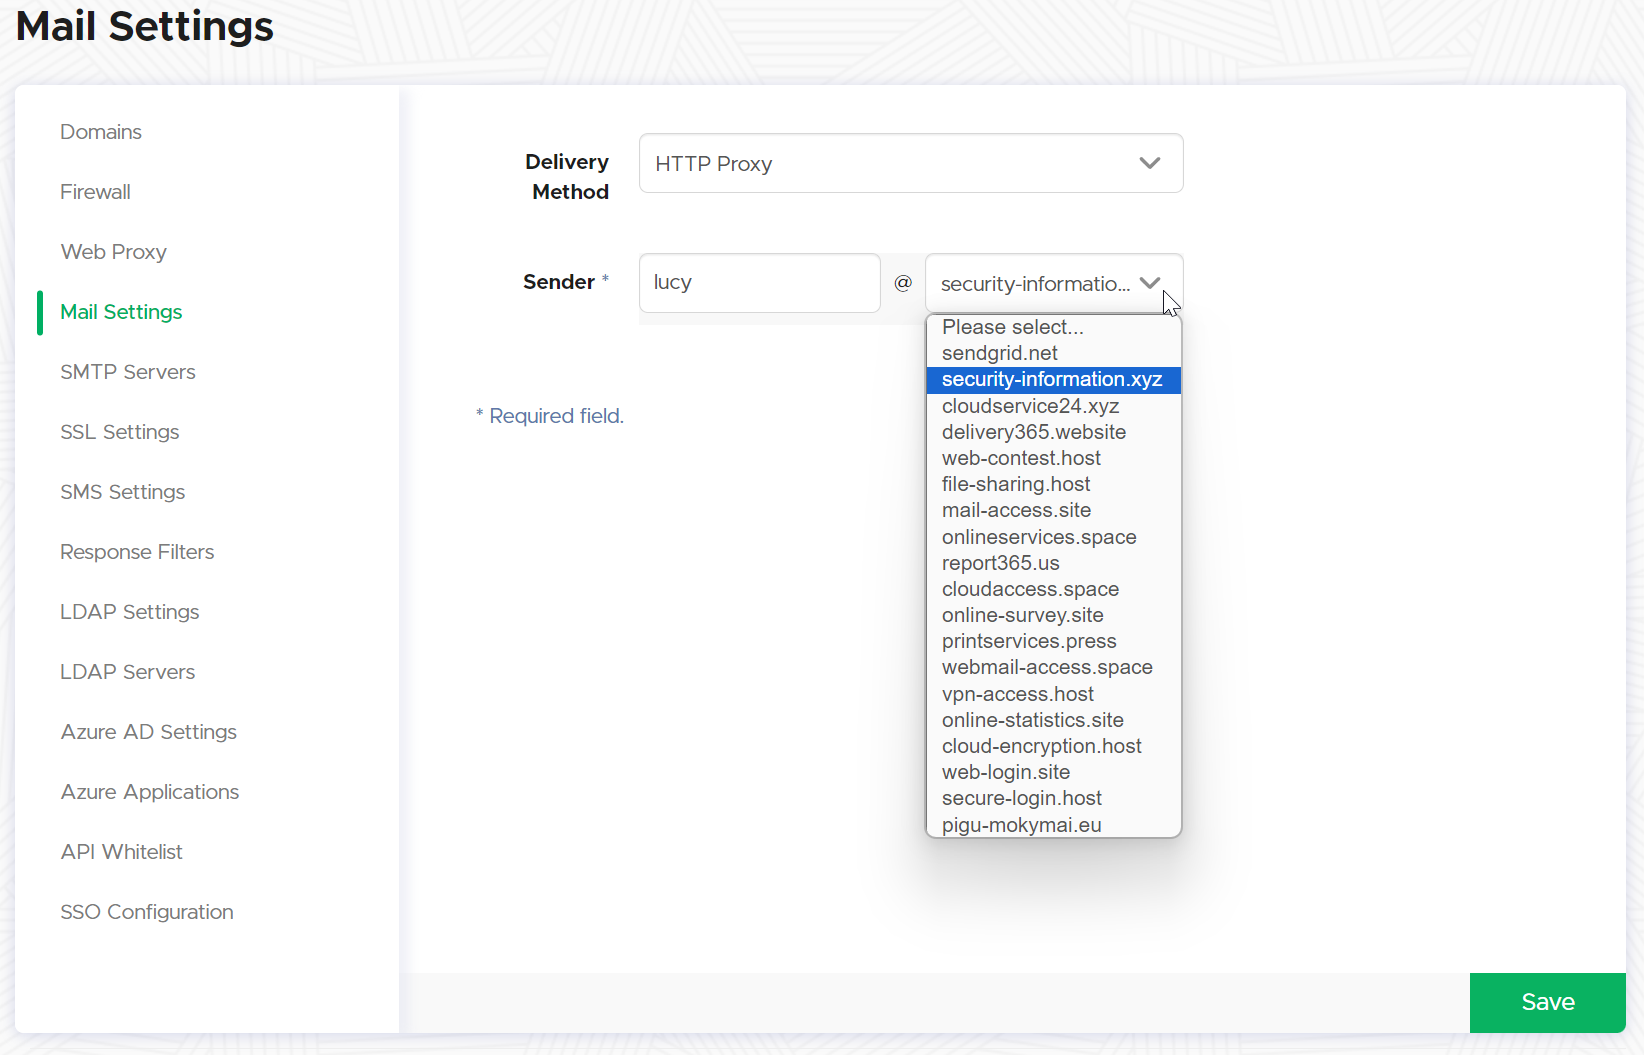 Mail Settings
Domains
Firewall
Web Proxy
Mail Settings
SMTP Servers
SSL Settings
SMS Settings
Response Filters
LDAP Settings
LDAP Servers
Azure AD Settings
Azure Applications
API Whitelist
SSO Configuration
Delivery
Method
HTTP Proxy
Sender *
lucy
@
security-informatio...
Please select...
sendgrid.net
security-information.xyz
cloudservice24.xyz
delivery365.website
web-contest.host
file-sharing.host
mail-access.site
onlineservices.space
report365.us
cloudaccess.space
online-survey.site
printservices.press
webmail-access.space
vpn-access.host
online-statistics.site
cloud-encryption.host
web-login.site
secure-login.host
pigu-mokymai.eu
* Required field.
Save